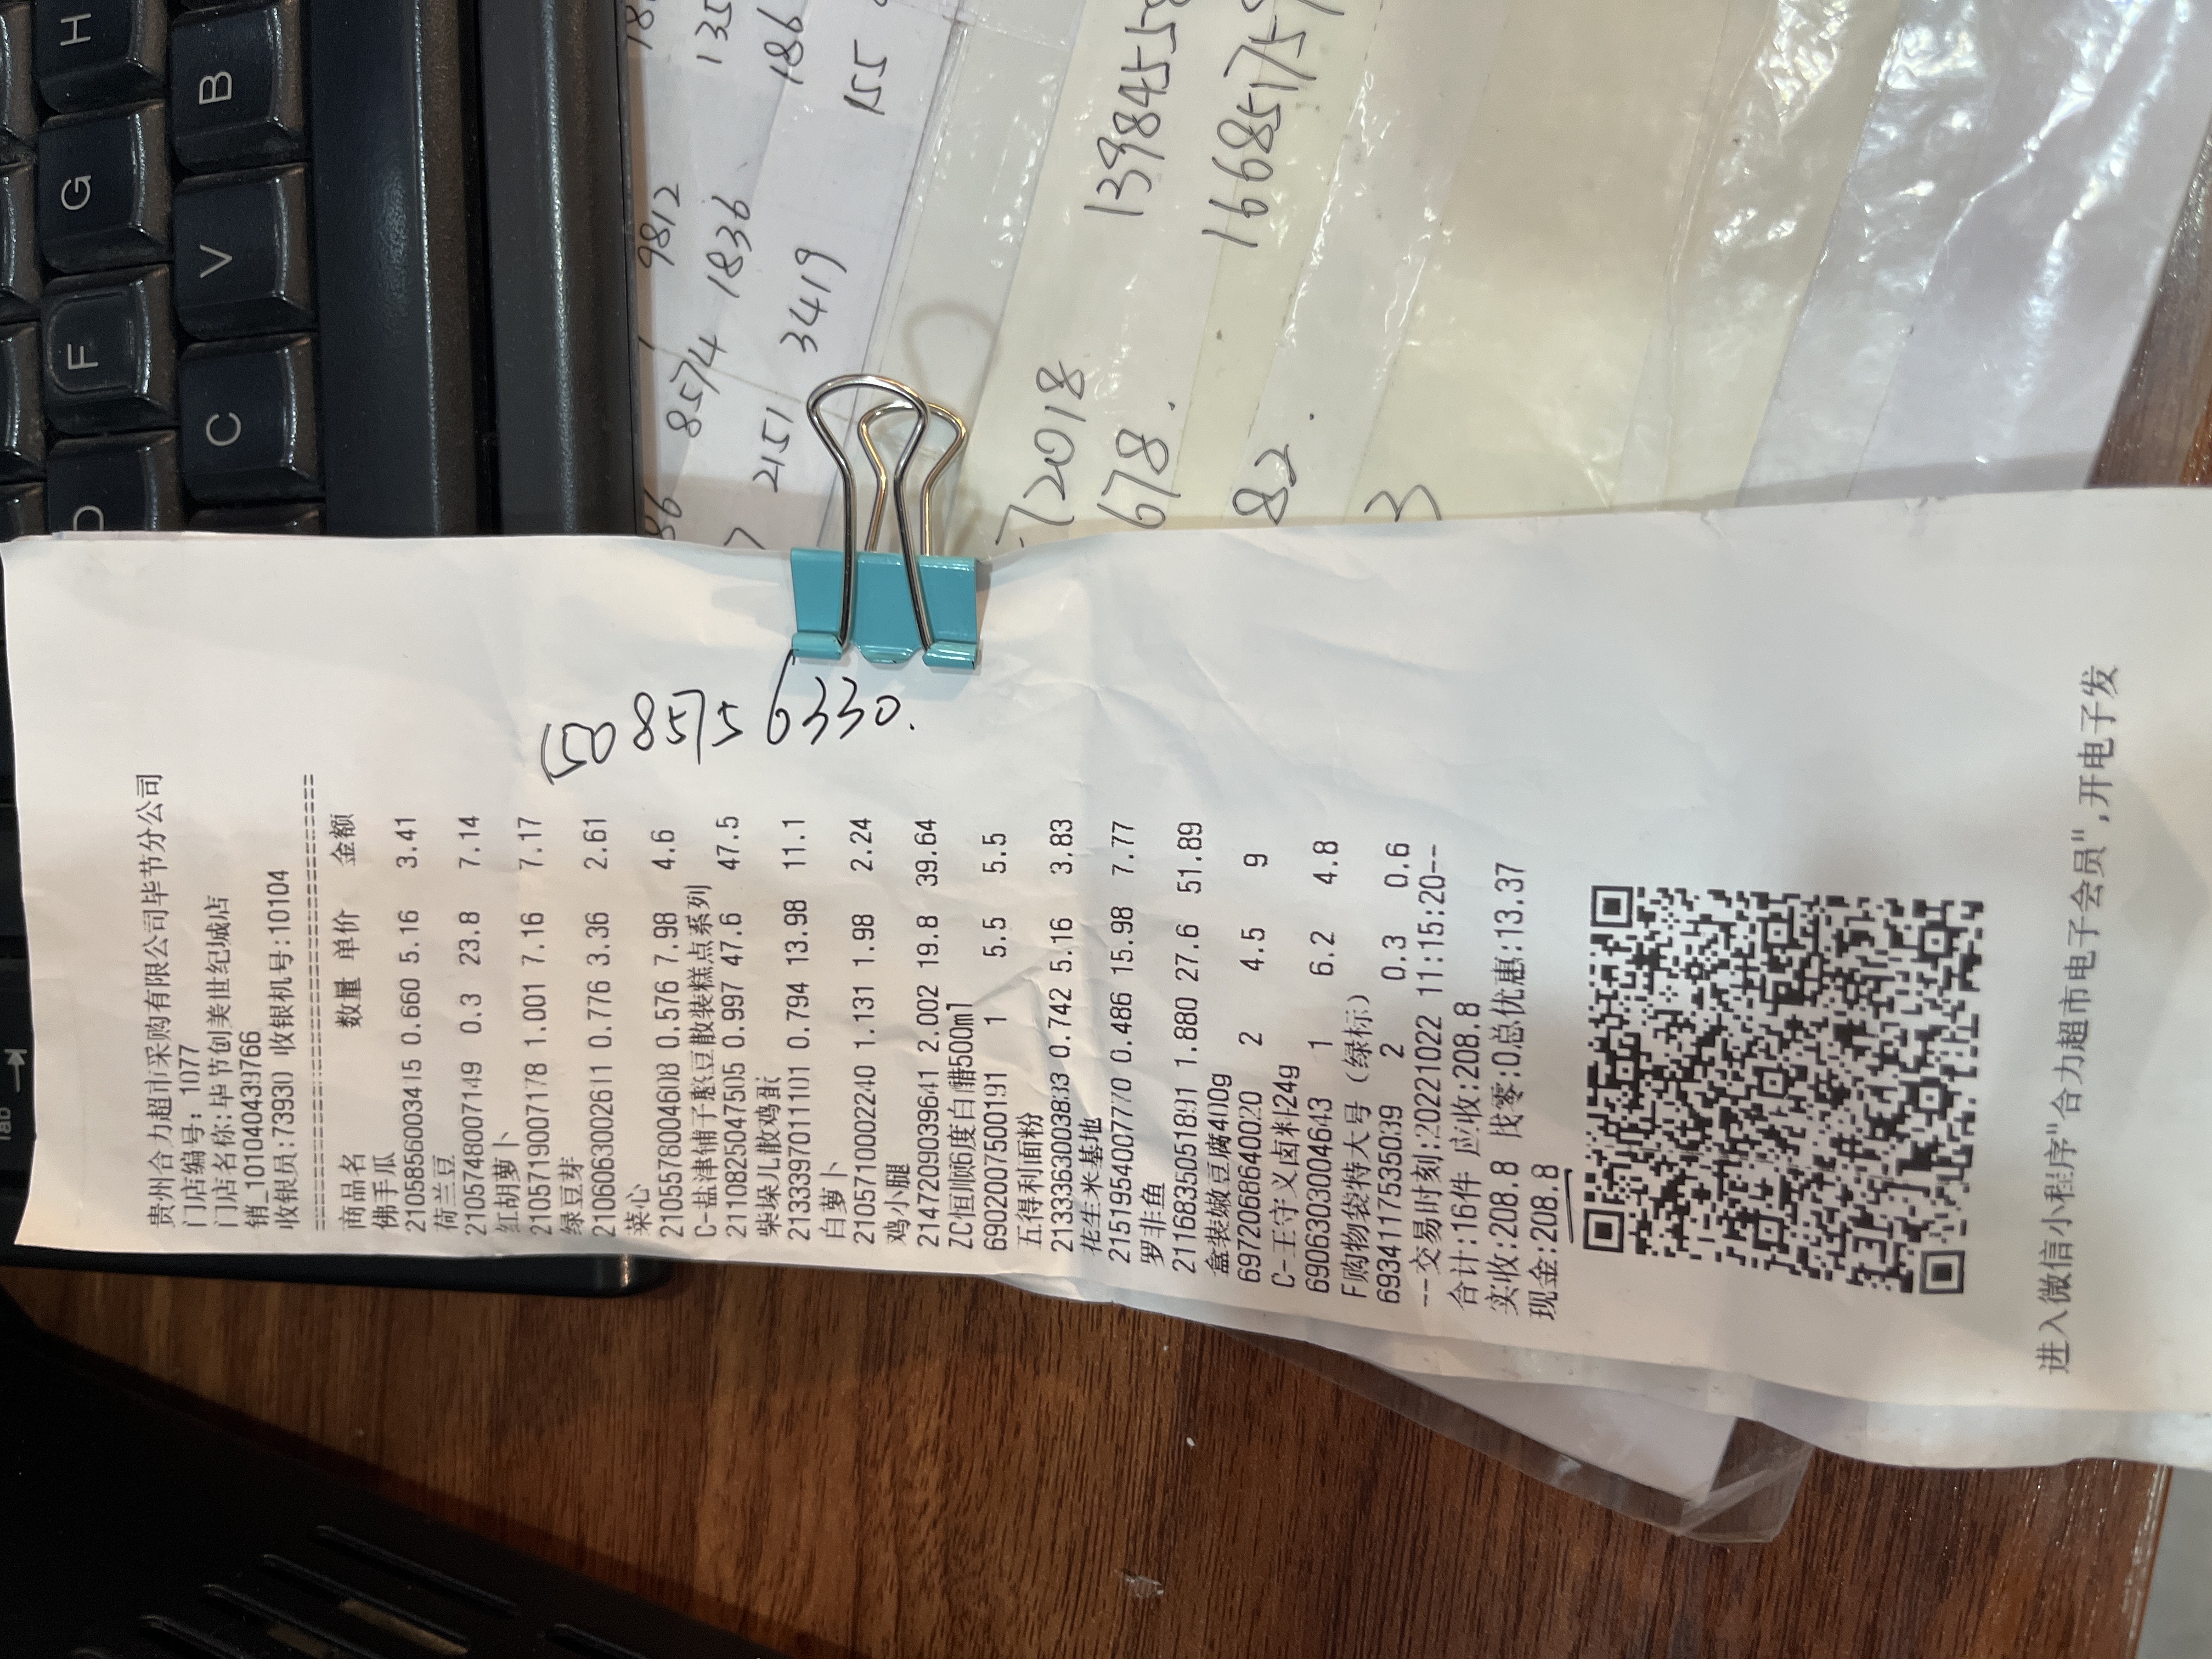 贵州合力超市采购有限公司毕节分公司
门店编号: 1077
门店名称:毕节创美世纪城店
销_101040439766
收银员:73930 收银机号:10104
商品名 数量 单价 金额
佛手瓜
2105856003415 0.660 5.16 3.41
荷兰豆
2105748007149 0.3 23.8 7.14
红胡萝卜
2105719007178 1.001 7.16 7.17
绿豆芽
2106063002611 0.776 3.36 2.61
菜心
2105578004608 0.576 7.98 4.6
C-盐津铺子憨豆散装糕点系列
2110825047505 0.997 47.6 47.5
柴垛儿散鸡蛋
2133397011101 0.794 13.98 11.1
白萝卜
2105710002240 1.131 1.98 2.24
鸡小腿
2147209039641 2.002 19.8 39.64
ZC恒顺6度白醋500ml
6902007500191 1 5.5 5.5
五得利面粉
2133363003833 0.742 5.16 3.83
花生米基地
2151954007770 0.486 15.98 7.77
罗非鱼
2116835051891 1.880 27.6 51.89
盒装嫩豆腐400g
6972068640020 2 4.5 9
C-王守义卤料24g
6906303004643 1 6.2 4.8
F购物袋特大号（绿标）
6934117535039 2 0.3 0.6
---交易时刻:20221022 11:15:20--
合计:16件 应收:208.8
实收:208.8 找零:0总优惠:13.37
现金:208.8
进入微信小程序"合力超市电子会员",开电子发
15085756330.
9812
8574 1836 186
2151 3419 155
72018
678.
82.
3
H
G
F
D
B
V
C